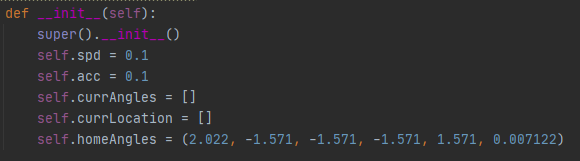 def __init__(self):
super().__init__()
self.spd = 0.1
self.acc = 0.1
self.currAngles = []
self.currLocation = []
self.homeAngles = (2.022, -1.571, -1.571, -1.571, 1.571, 0.007122)